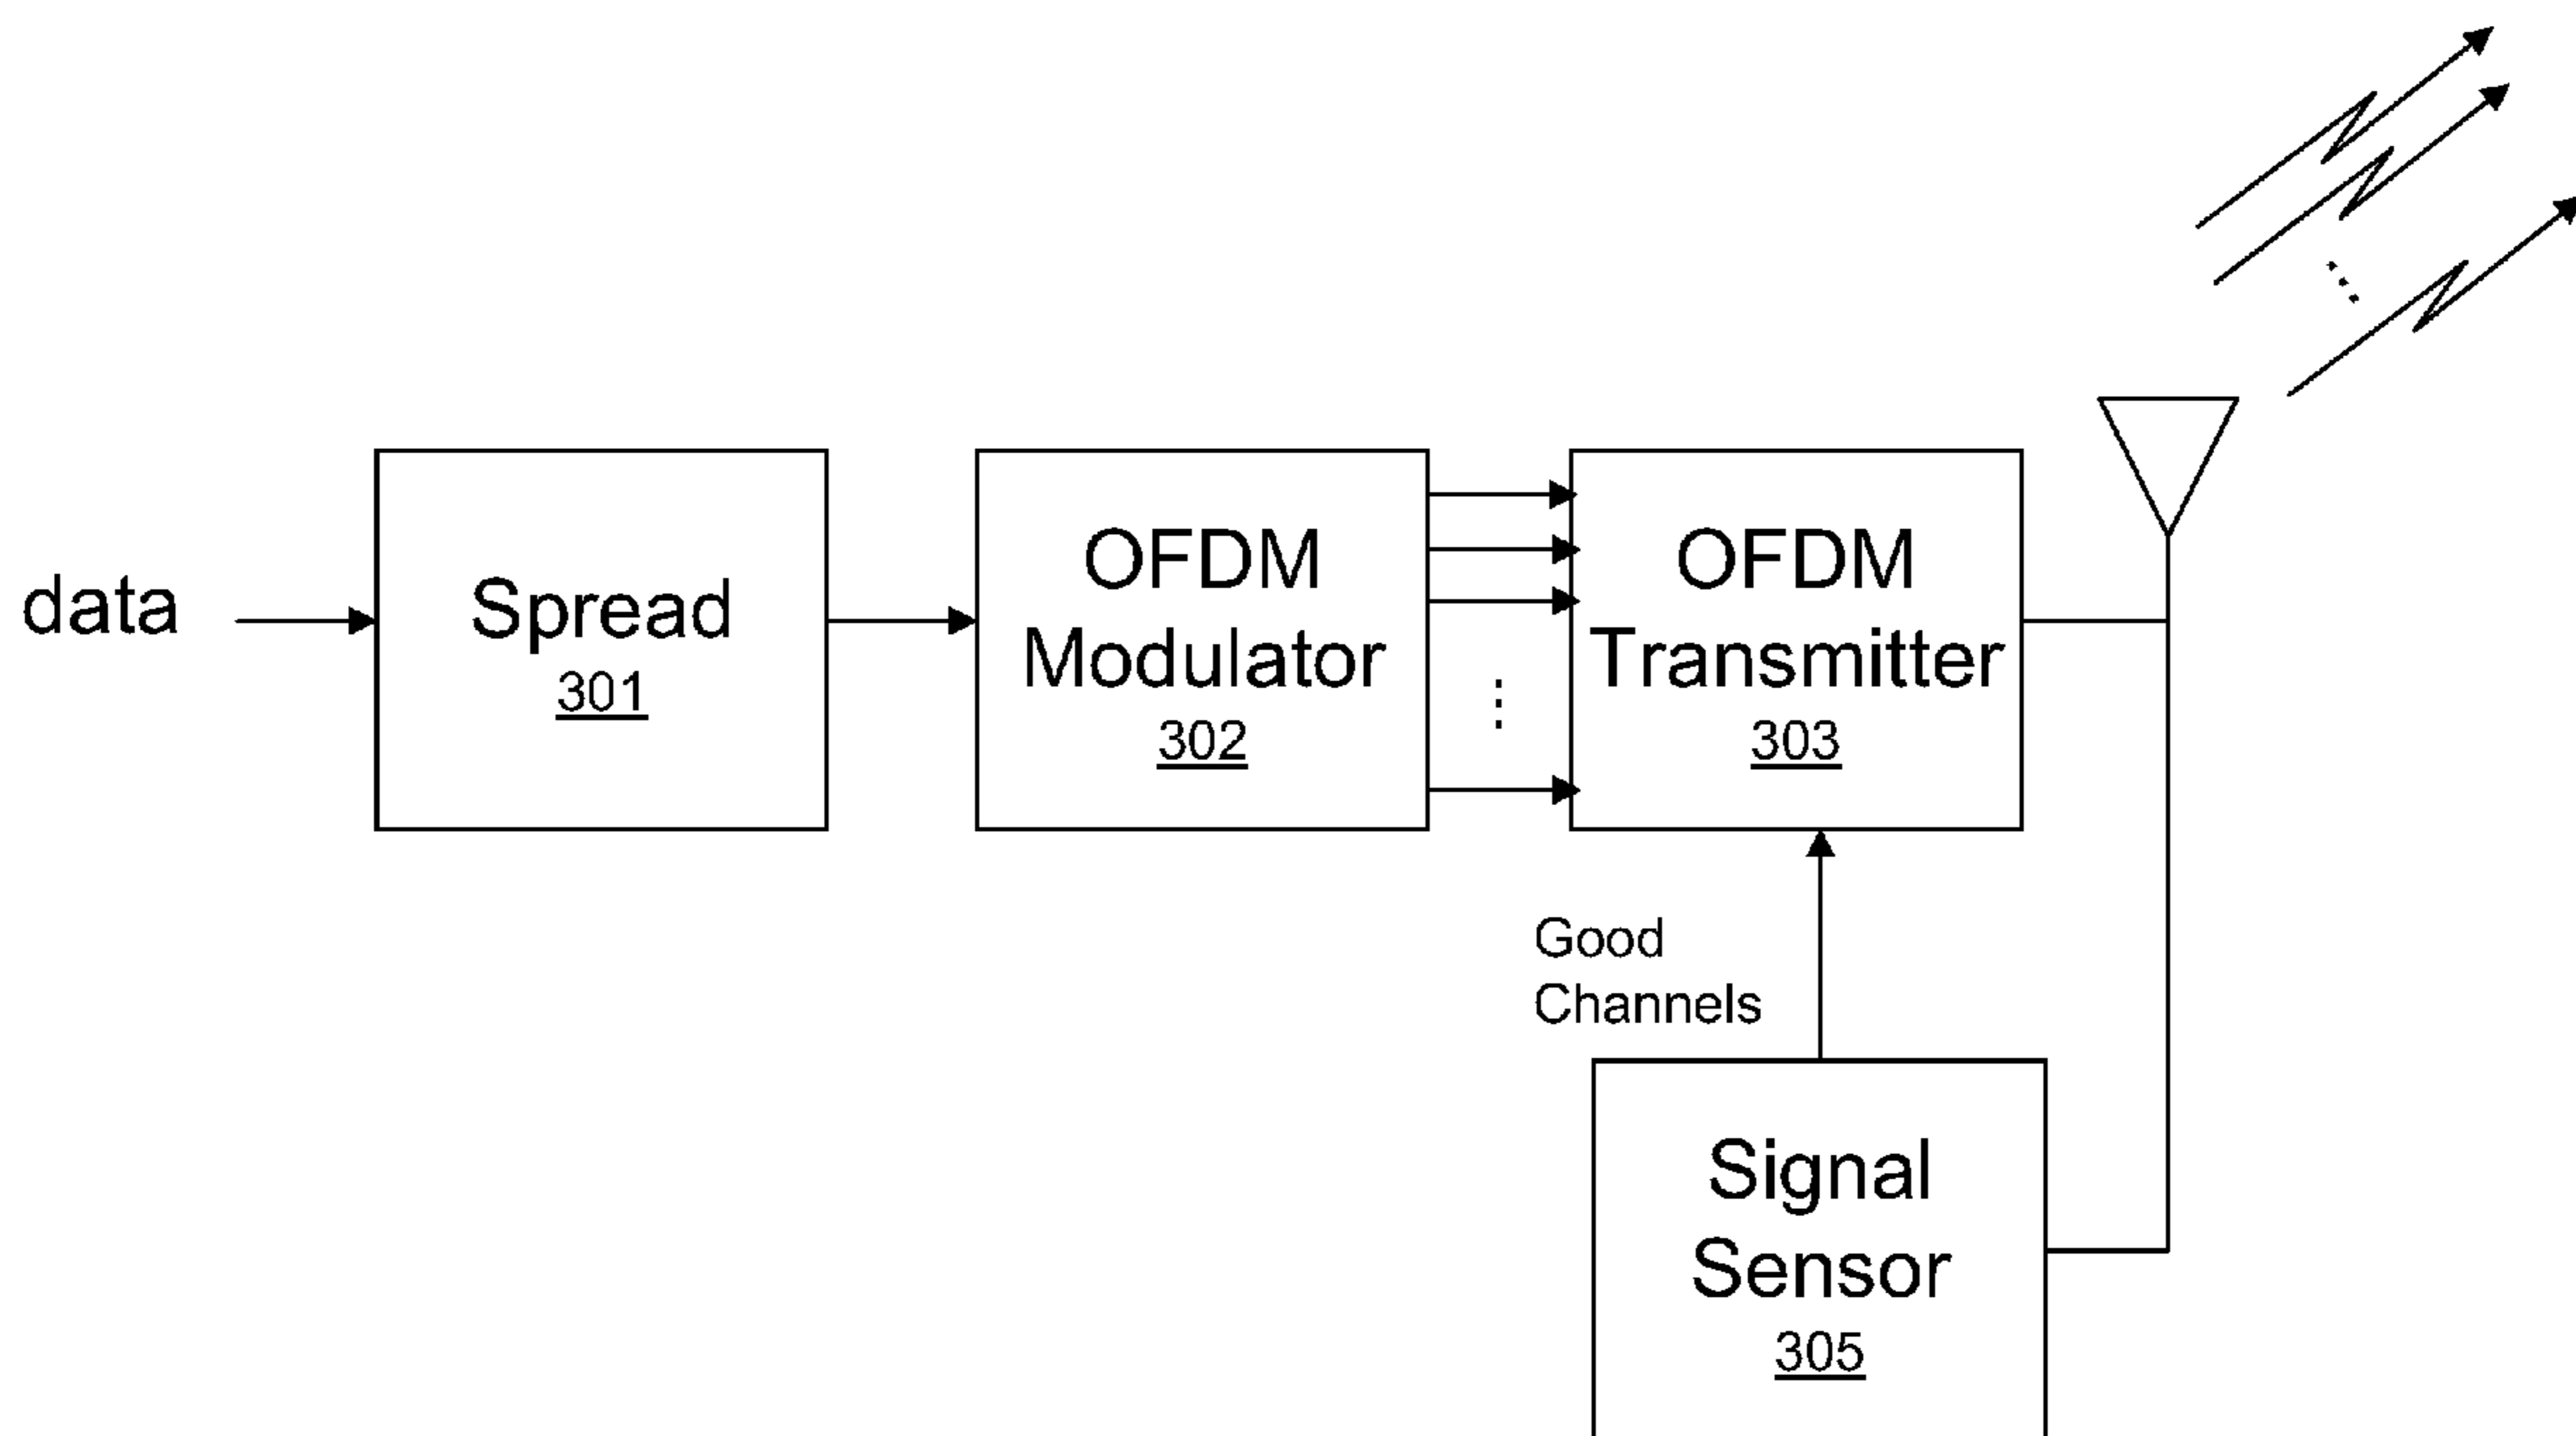 data
Spread
301
OFDM
Modulator
302
OFDM
Transmitter
303
Good
Channels
Signal
Sensor
305